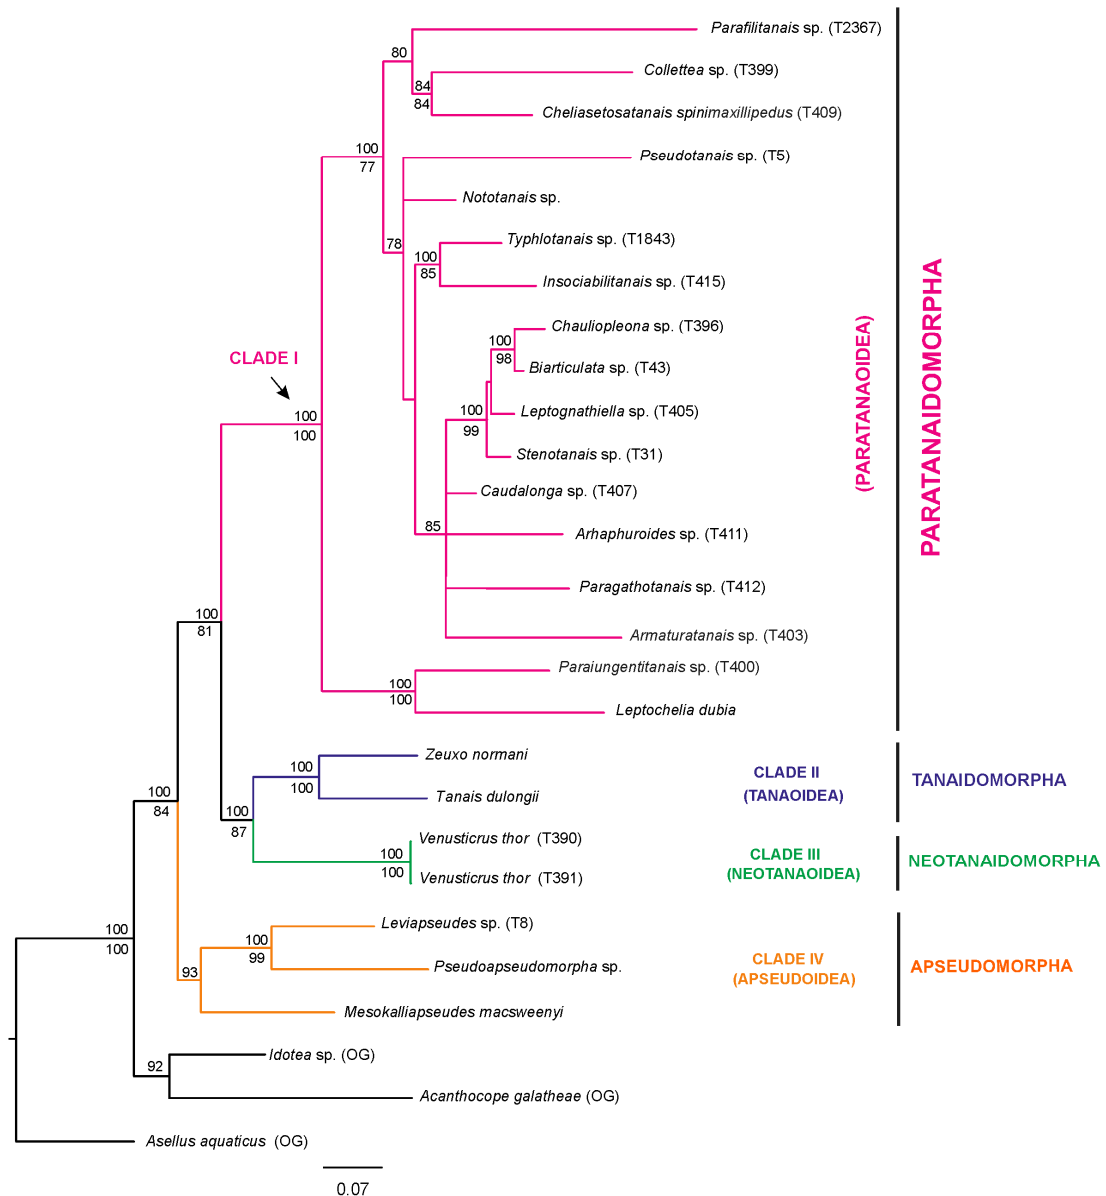 Parafilitanais sp. (T2367)
80
Collettea sp. (T399)
84
84
Cheliasetosatanais spinimaxillipedus (T409)
100
77
Pseudotanais sp. (T5)
Nototanais sp.
78
Typhlotanais sp. (T1843)
100
85
Insociabilitanais sp. (T415)
Chauliopleona sp. (T396)
100
98
Biarticulata sp. (T43)
CLADE I
100
99
Leptognathiella sp. (T405)
100
100
Stenotanais sp. (T31)
Caudalonga sp. (T407)
85
Arhaphuroides sp. (T411)
Paragathotanais sp. (T412)
100
81
Armaturatanais sp. (T403)
Paraiungentitanais sp. (T400)
100
100
Leptochelia dubia
(PARATANAOIDEA)
PARATANAIDOMORPHA
Zeuxo normani
100
100
CLADE II
(TANAOIDEA)
TANAIDOMORPHA
Tanais dulongii
100
84
100
87
Venusticrus thor (T390)
100
100
CLADE III
(NEOTANAOIDEA)
NEOTANAIDOMORPHA
Venusticrus thor (T391)
Leviapseudes sp. (T8)
100
100
100
99
Pseudoapseudomorpha sp.
CLADE IV
(APSEUDOIDEA)
APSEUDOMORPHA
93
Mesokalliapseudes macsweenyi
Idotea sp. (OG)
92
Acanthocope galatheae (OG)
Asellus aquaticus (OG)
0.07